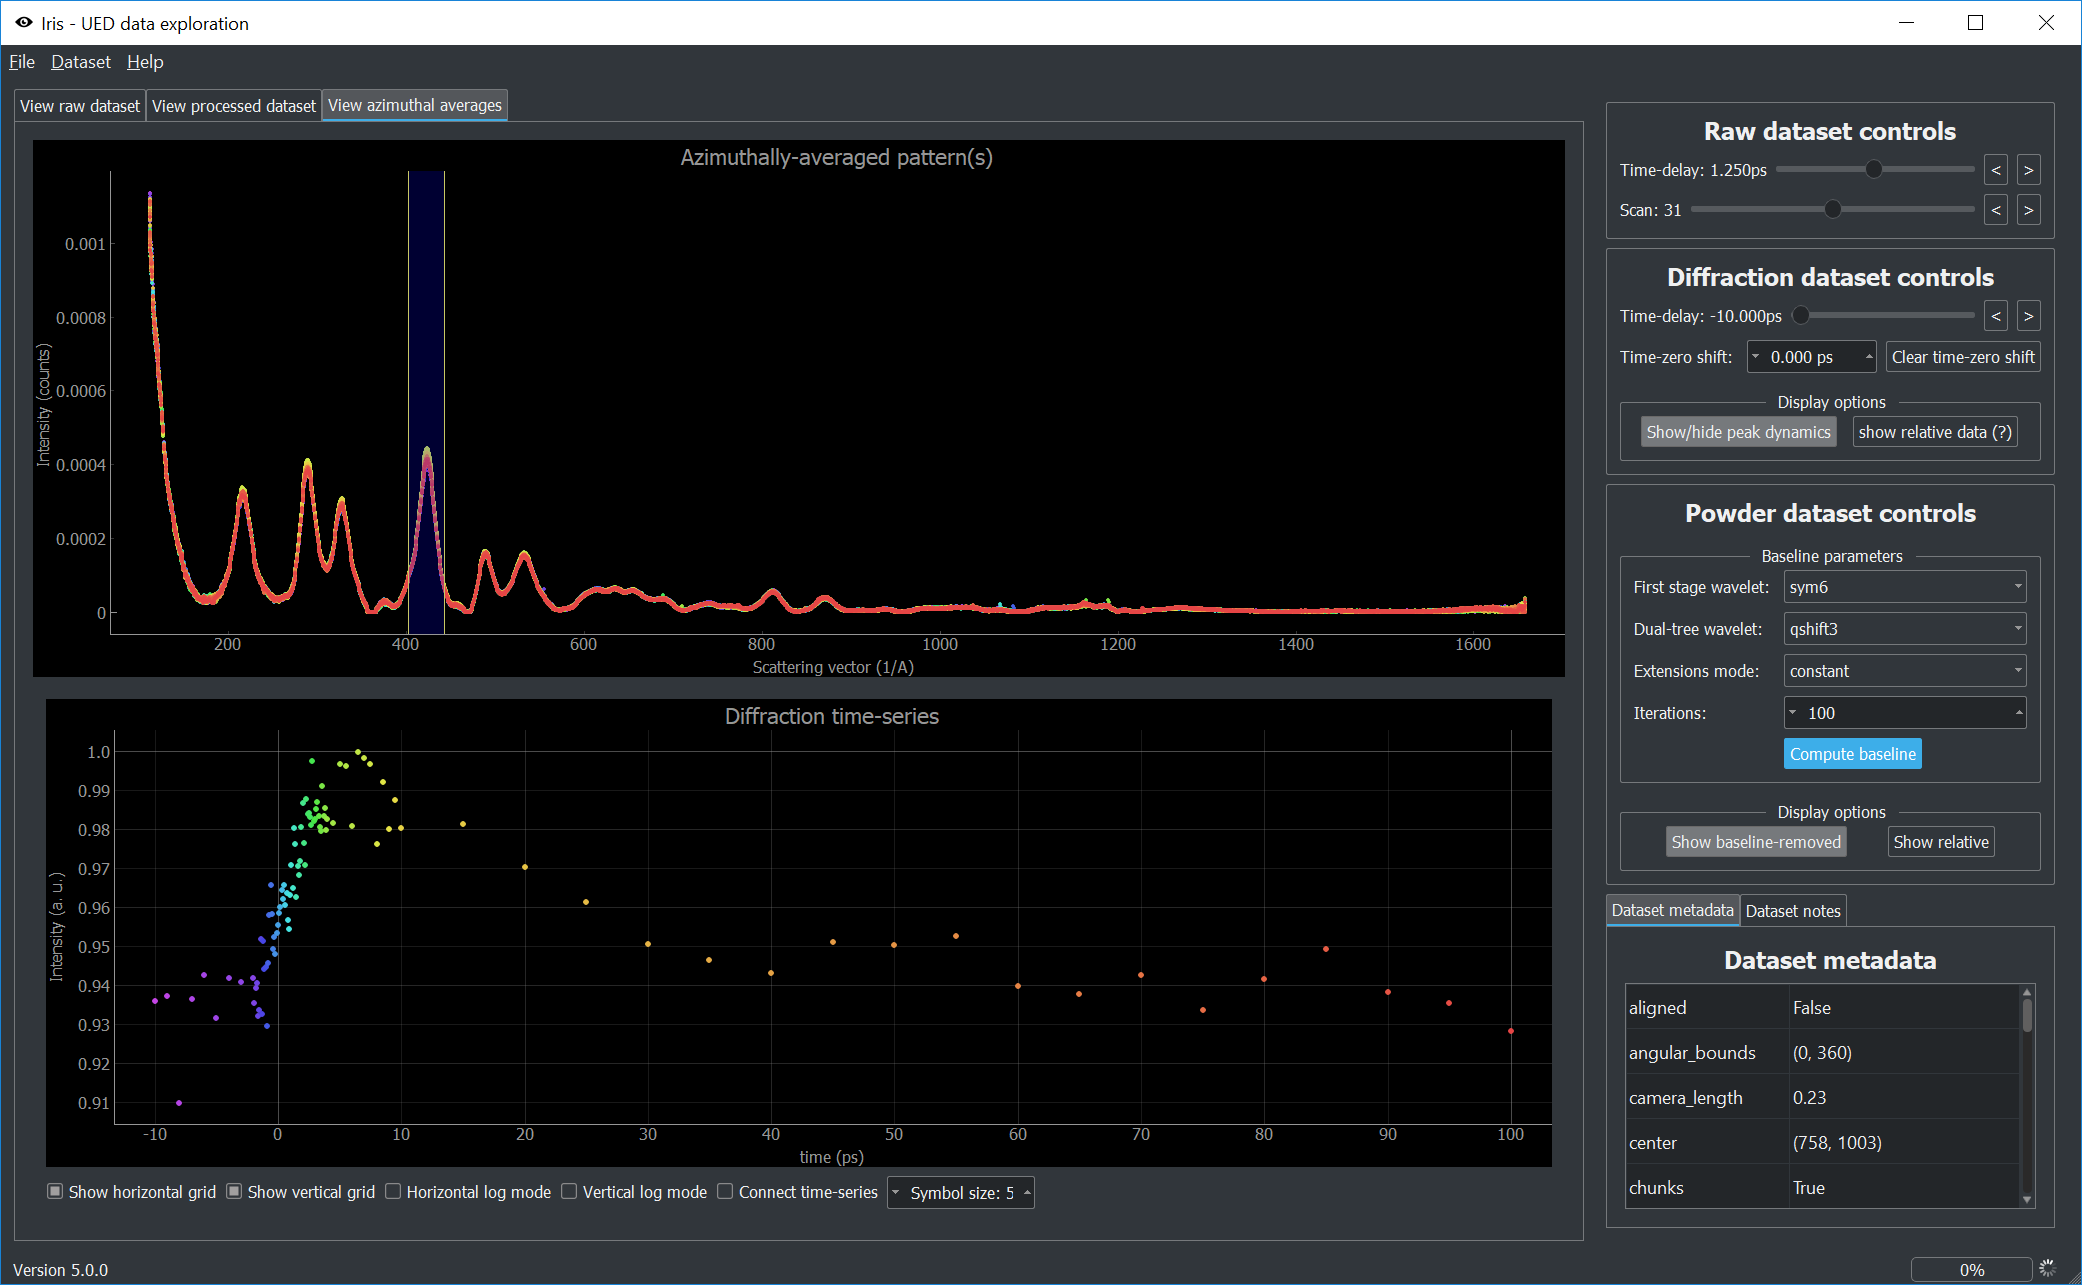 Iris - UED data exploration
File Dataset Help
View raw dataset View processed dataset View azimuthal averages
Azimuthally-averaged pattern(s)
Intensity (counts)
0.001
0.0008
0.0006
0.0004
0.0002
0
200 400 600 800 1000 1200 1400 1600
Scattering vector (1/A)
Diffraction time-series
Intensity (a. u.)
1.0
0.99
0.98
0.97
0.96
0.95
0.94
0.93
0.92
0.91
-10 0 10 20 30 40 50 60 70 80 90 100
time (ps)
Show horizontal grid Show vertical grid Horizontal log mode Vertical log mode Connect time-series Symbol size: 5
Raw dataset controls
Time-delay: 1.250ps < >
Scan: 31 < >
Diffraction dataset controls
Time-delay: -10.000ps < >
Time-zero shift: 0.000 ps Clear time-zero shift
Display options
Show/hide peak dynamics show relative data (?)
Powder dataset controls
Baseline parameters
First stage wavelet: sym6
Dual-tree wavelet: qshift3
Extensions mode: constant
Iterations: 100
Compute baseline
Display options
Show baseline-removed Show relative
Dataset metadata Dataset notes
Dataset metadata
aligned False
angular_bounds (0, 360)
camera_length 0.23
center (758, 1003)
chunks True
Version 5.0.0
0%